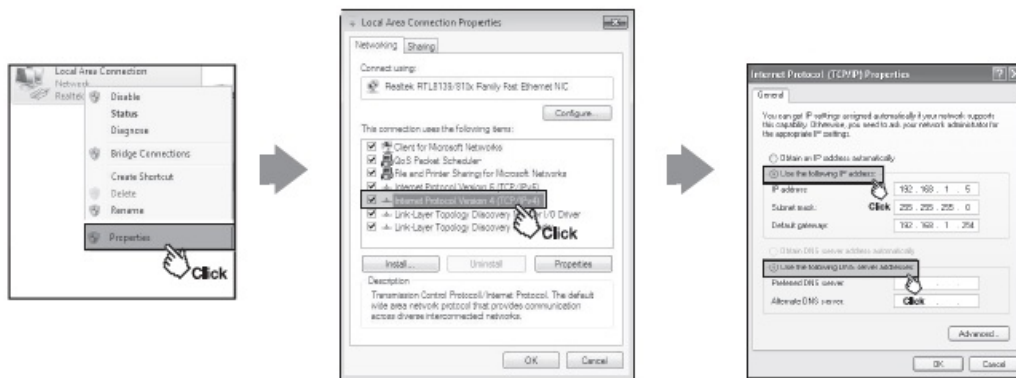 Local Area Connection
Network
Realtek
Disable
Status
Diagnose
Bridge Connections
Create Shortcut
Delete
Rename
Properties
Click
Local Area Connection Properties
Networking Sharing
Connect using:
Realtek RTL8139/810x Family Fast Ethernet NIC
Configure...
This connection uses the following items:
Client for Microsoft Networks
QoS Packet Scheduler
File and Printer Sharing for Microsoft Networks
Internet Protocol Version 6 (TCP/IPv6)
Internet Protocol Version 4 (TCP/IPv4)
Link-Layer Topology Discovery I/O Driver
Link-Layer Topology Discovery
Click
Install... Uninstall Properties
Description
Transmission Control Protocol/Internet Protocol. The default
wide area network protocol that provides communication
across diverse interconnected networks.
OK Cancel
Internet Protocol (TCP/IP) Properties
General
You can get IP settings assigned automatically if your network supports
this capability. Otherwise, you need to ask your network administrator for
the appropriate IP settings.
Obtain an IP address automatically
Use the following IP address:
IP address: 192 . 168 . 1 . 5
Subnet mask: Click 255 . 255 . 255 . 0
Default gateway: 192 . 168 . 1 . 254
Obtain DNS server address automatically
Use the following DNS server addresses:
Preferred DNS server:
Alternate DNS server: Click
Advanced...
OK Cancel